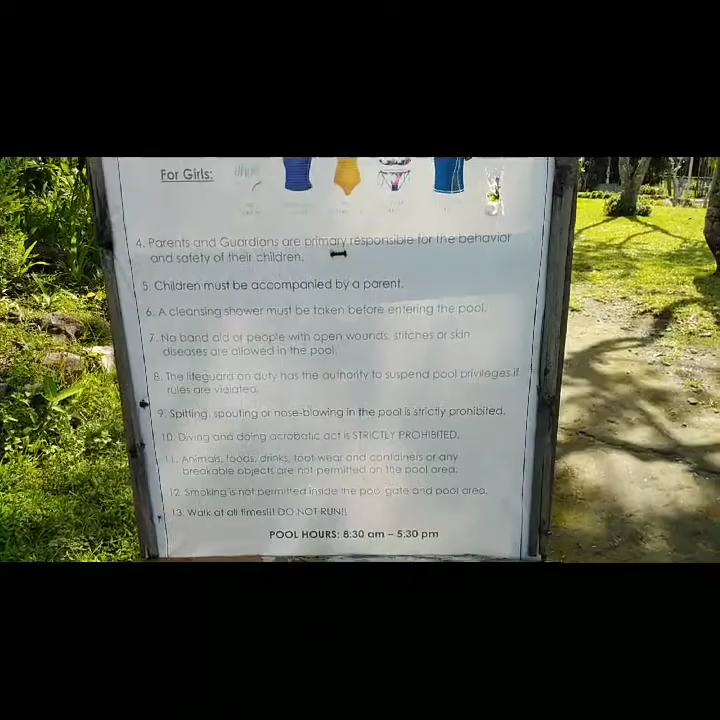 For Girls:
4. Parents and Guardians are primary responsible for the behavior
and safety of their children.
5. Children must be accompanied by a parent.
6. A cleansing shower must be taken before entering the pool.
7. No band aid or people with open wounds, stitches or skin
diseases are allowed in the pool.
8. The lifeguard on duty has the authority to suspend pool privileges if
rules are violated.
9. Spitting, spouting or nose-blowing in the pool is strictly prohibited.
10. Diving and doing acrobatic act is STRICTLY PROHIBITED.
11. Animals, foods, drinks, foot wear and containers or any
breakable objects are not permitted on the pool area.
12. Smoking is not permitted inside the pool gate and pool area.
13. Walk at all times!!! DO NOT RUN!!
POOL HOURS: 8:30 am – 5:30 pm